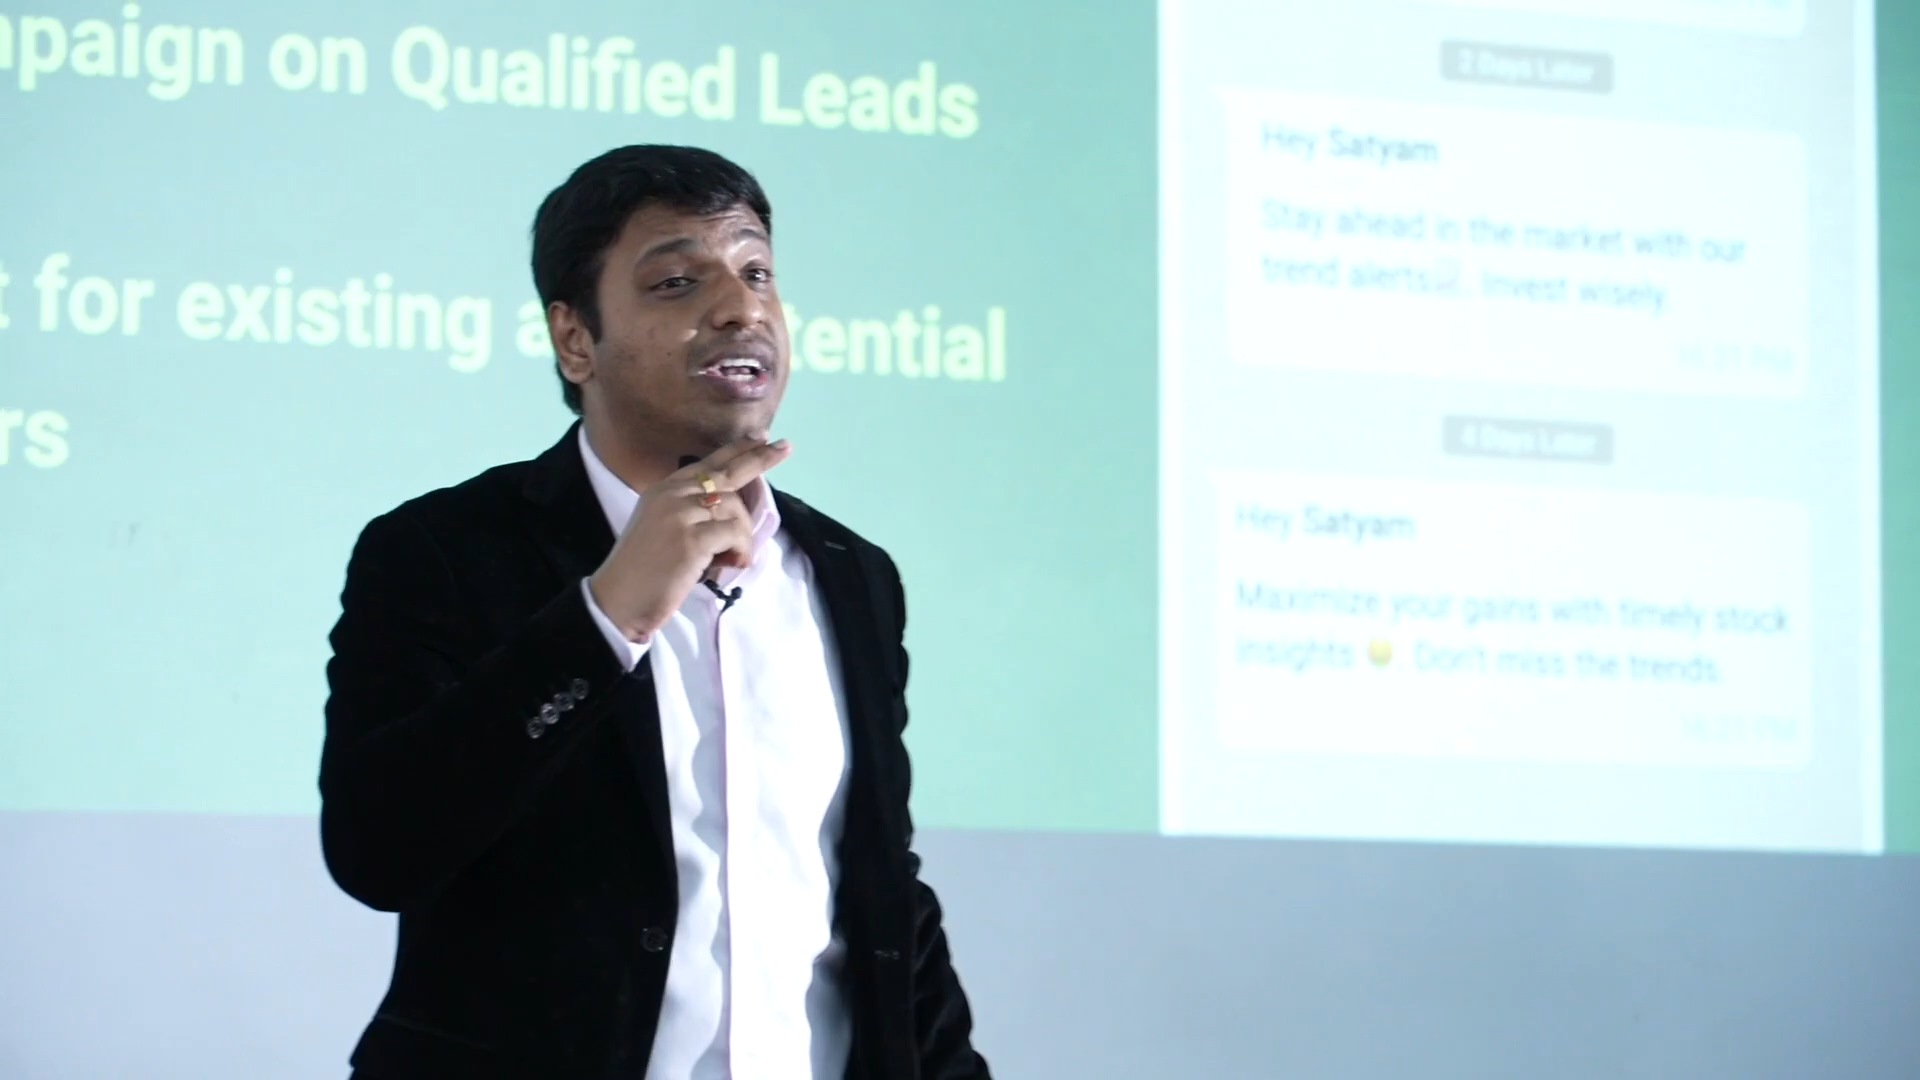 mpaign on Qualified Leads
t for existing a tential
rs
2 Days Later
Hey Satyam
Stay ahead in the market with our
trend alerts. Invest wisely.
4 Days Later
Hey Satyam
Maximize your gains with timely stock
insights. Don't miss the trends.